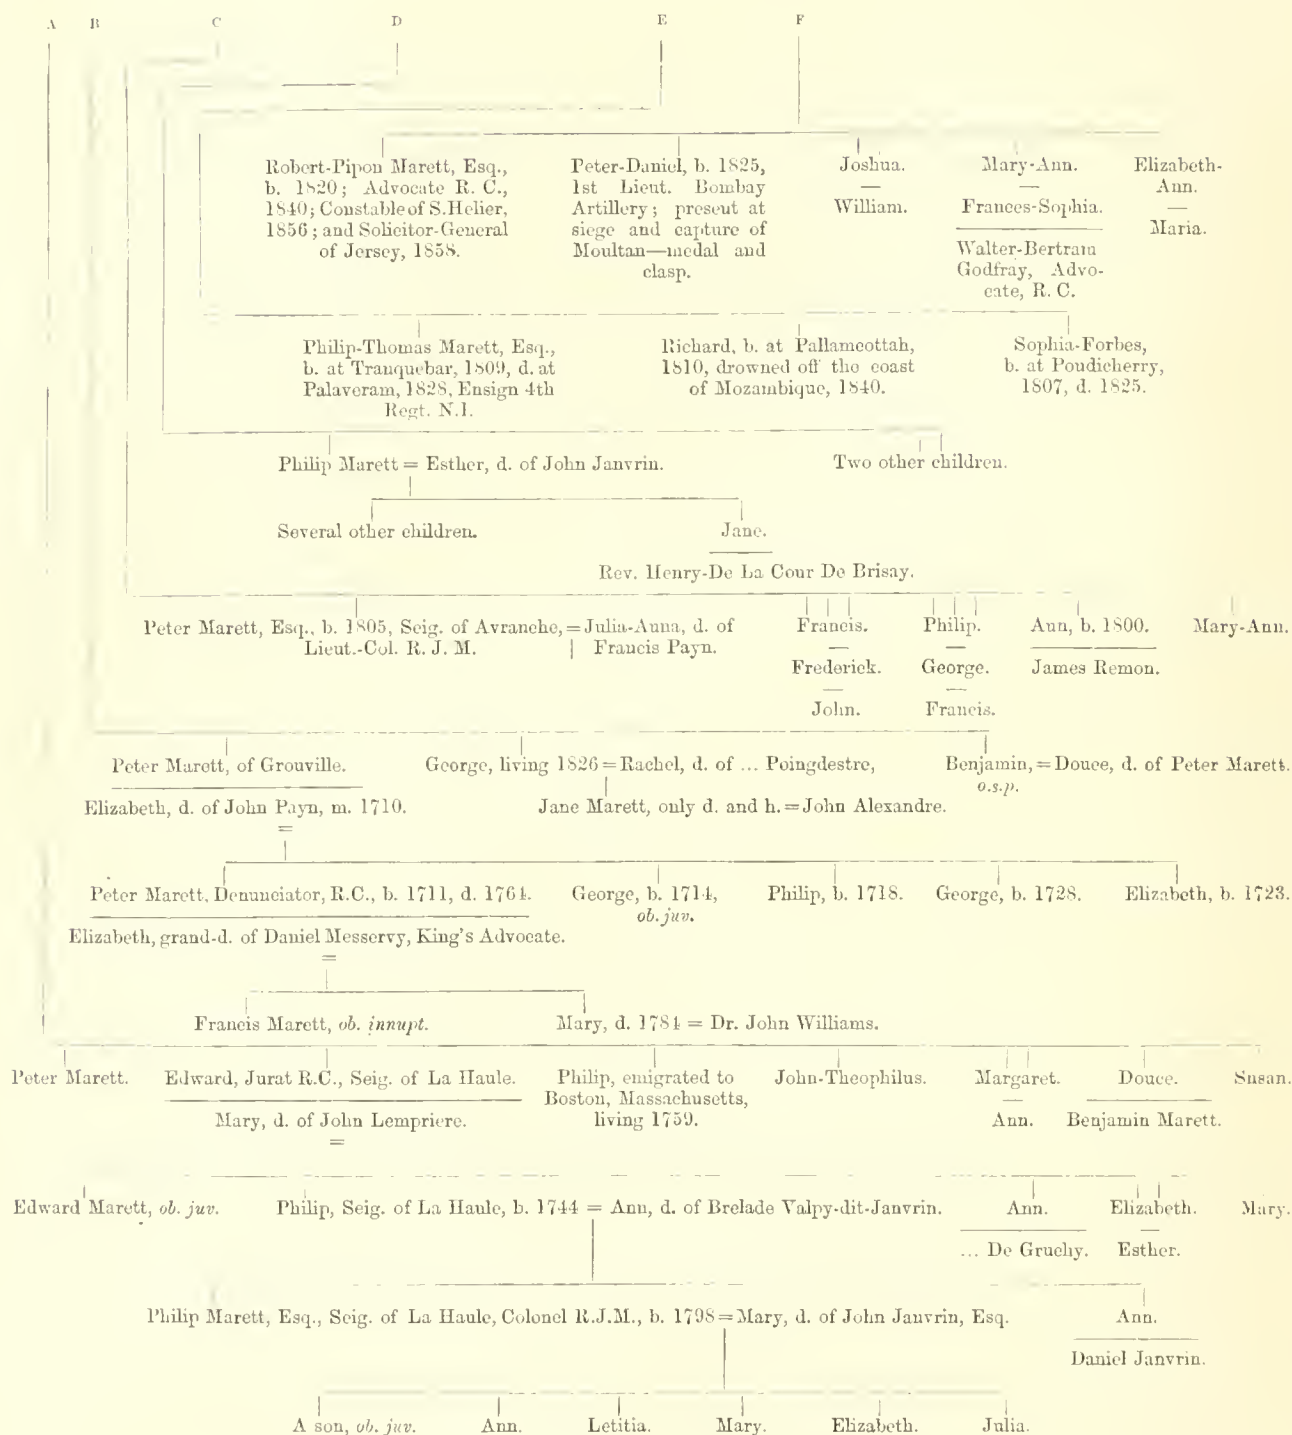 A B C D E F
Robert-Pipon Marett, Esq.,
b. 1820; Advocate R. C.,
1840; Constable of S. Helier,
1856; and Solicitor-General
of Jersey, 1858.
Peter-Daniel, b. 1825,
1st Lieut. Bombay
Artillery; present at
siege and capture of
Moultan—medal and
clasp.
Joshua.
—
William.
Mary-Ann.
—
Frances-Sophia.
Walter-Bertram
Godfray, Advo-
cate, R. C.
Elizabeth-
Ann.
—
Maria.
Philip-Thomas Marett, Esq.,
b. at Tranquebar, 1809, d. at
Palaveram, 1828, Ensign 4th
Regt. N.I.
Richard, b. at Pallamcottah,
1810, drowned off the coast
of Mozambique, 1840.
Sophia-Forbes,
b. at Poudicherry,
1807, d. 1825.
Philip Marett = Esther, d. of John Janvrin.
Two other children.
Several other children.
Jane.
Rev. Henry-De La Cour De Brisay.
Peter Marett, Esq., b. 1805, Seig. of Avranche, = Julia-Anna, d. of
Lieut.-Col. R. J. M. Francis Payn.
Francis.
—
Frederick.
—
John.
Philip.
—
George.
—
Francis.
Ann, b. 1800.
James Remon.
Mary-Ann.
Peter Marett, of Grouville.
Elizabeth, d. of John Payn, m. 1710.
=
George, living 1826 = Rachel, d. of ... Poingdestre,
Jane Marett, only d. and h. = John Alexandre.
Benjamin, = Douce, d. of Peter Marett.
o.s.p.
Peter Marett, Denunciator, R.C., b. 1711, d. 1764.
Elizabeth, grand-d. of Daniel Messervy, King's Advocate.
=
George, b. 1714,
ob. juv.
Philip, b. 1718.
George, b. 1728.
Elizabeth, b. 1723.
Francis Marett, ob. innupt.
Mary, d. 1784 = Dr. John Williams.
Peter Marett.
Edward, Jurat R.C., Seig. of La Haule.
Mary, d. of John Lempriere.
=
Philip, emigrated to
Boston, Massachusetts,
living 1759.
John-Theophilus.
Margaret.
—
Ann.
Douce.
Benjamin Marett.
Susan.
Edward Marett, ob. juv.
Philip, Seig. of La Haule, b. 1744 = Ann, d. of Brelade Valpy-dit-Janvrin.
Ann.
... De Gruchy.
Elizabeth.
—
Esther.
Mary.
Philip Marett, Esq., Seig. of La Haule, Colonel R.J.M., b. 1798 = Mary, d. of John Janvrin, Esq.
Ann.
Daniel Janvrin.
A son, ob. juv.
Ann.
Letitia.
Mary.
Elizabeth.
Julia.